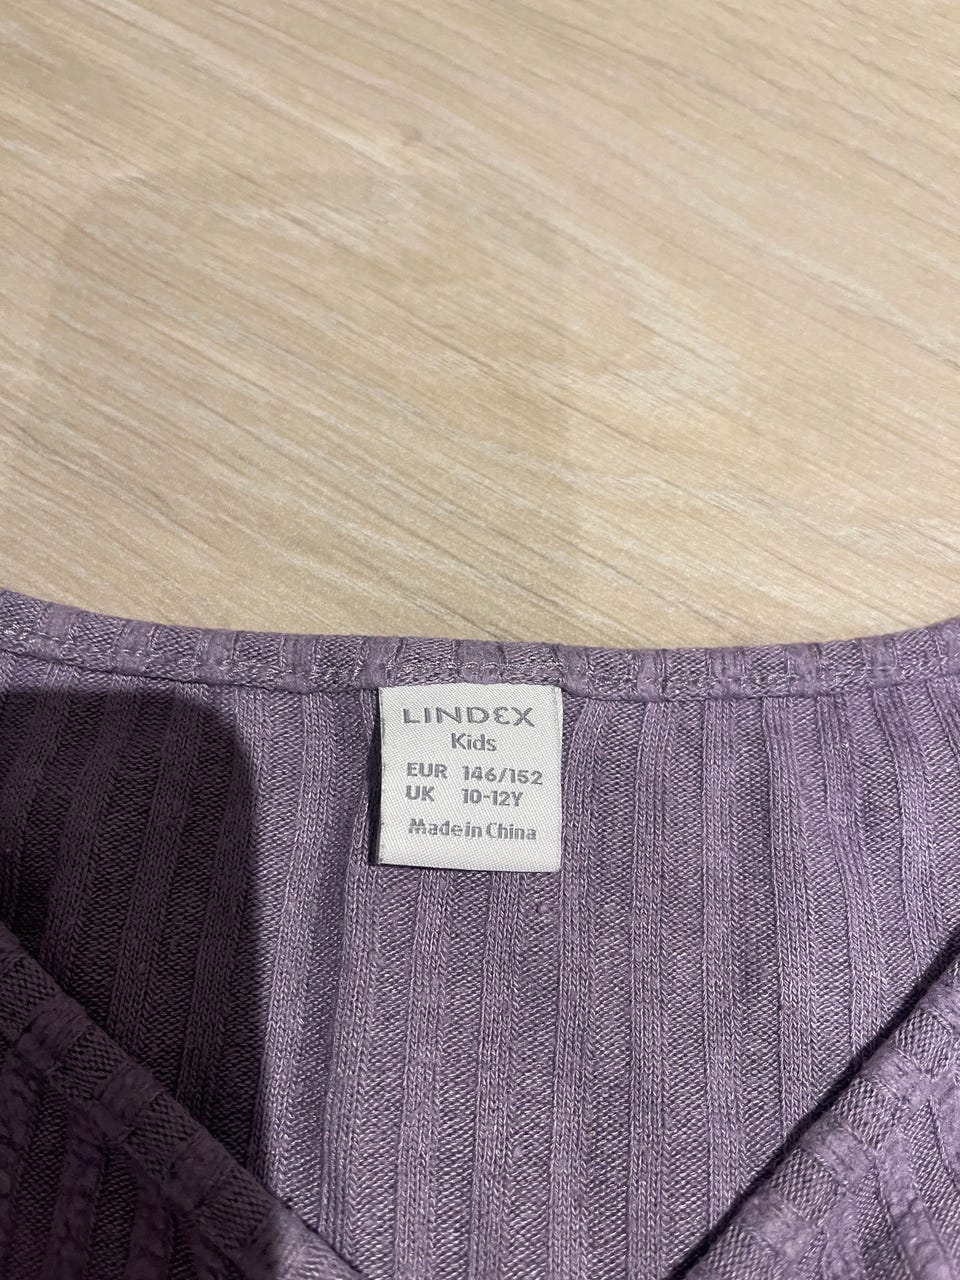 LINDEX
Kids
EUR 146/152
UK 10-12Y
Made in China